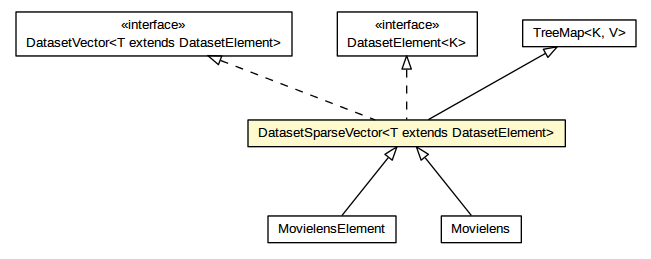 «interface»
DatasetVector<T extends DatasetElement>
«interface»
DatasetElement<K>
TreeMap<K, V>
DatasetSparseVector<T extends DatasetElement>
MovielensElement
Movielens